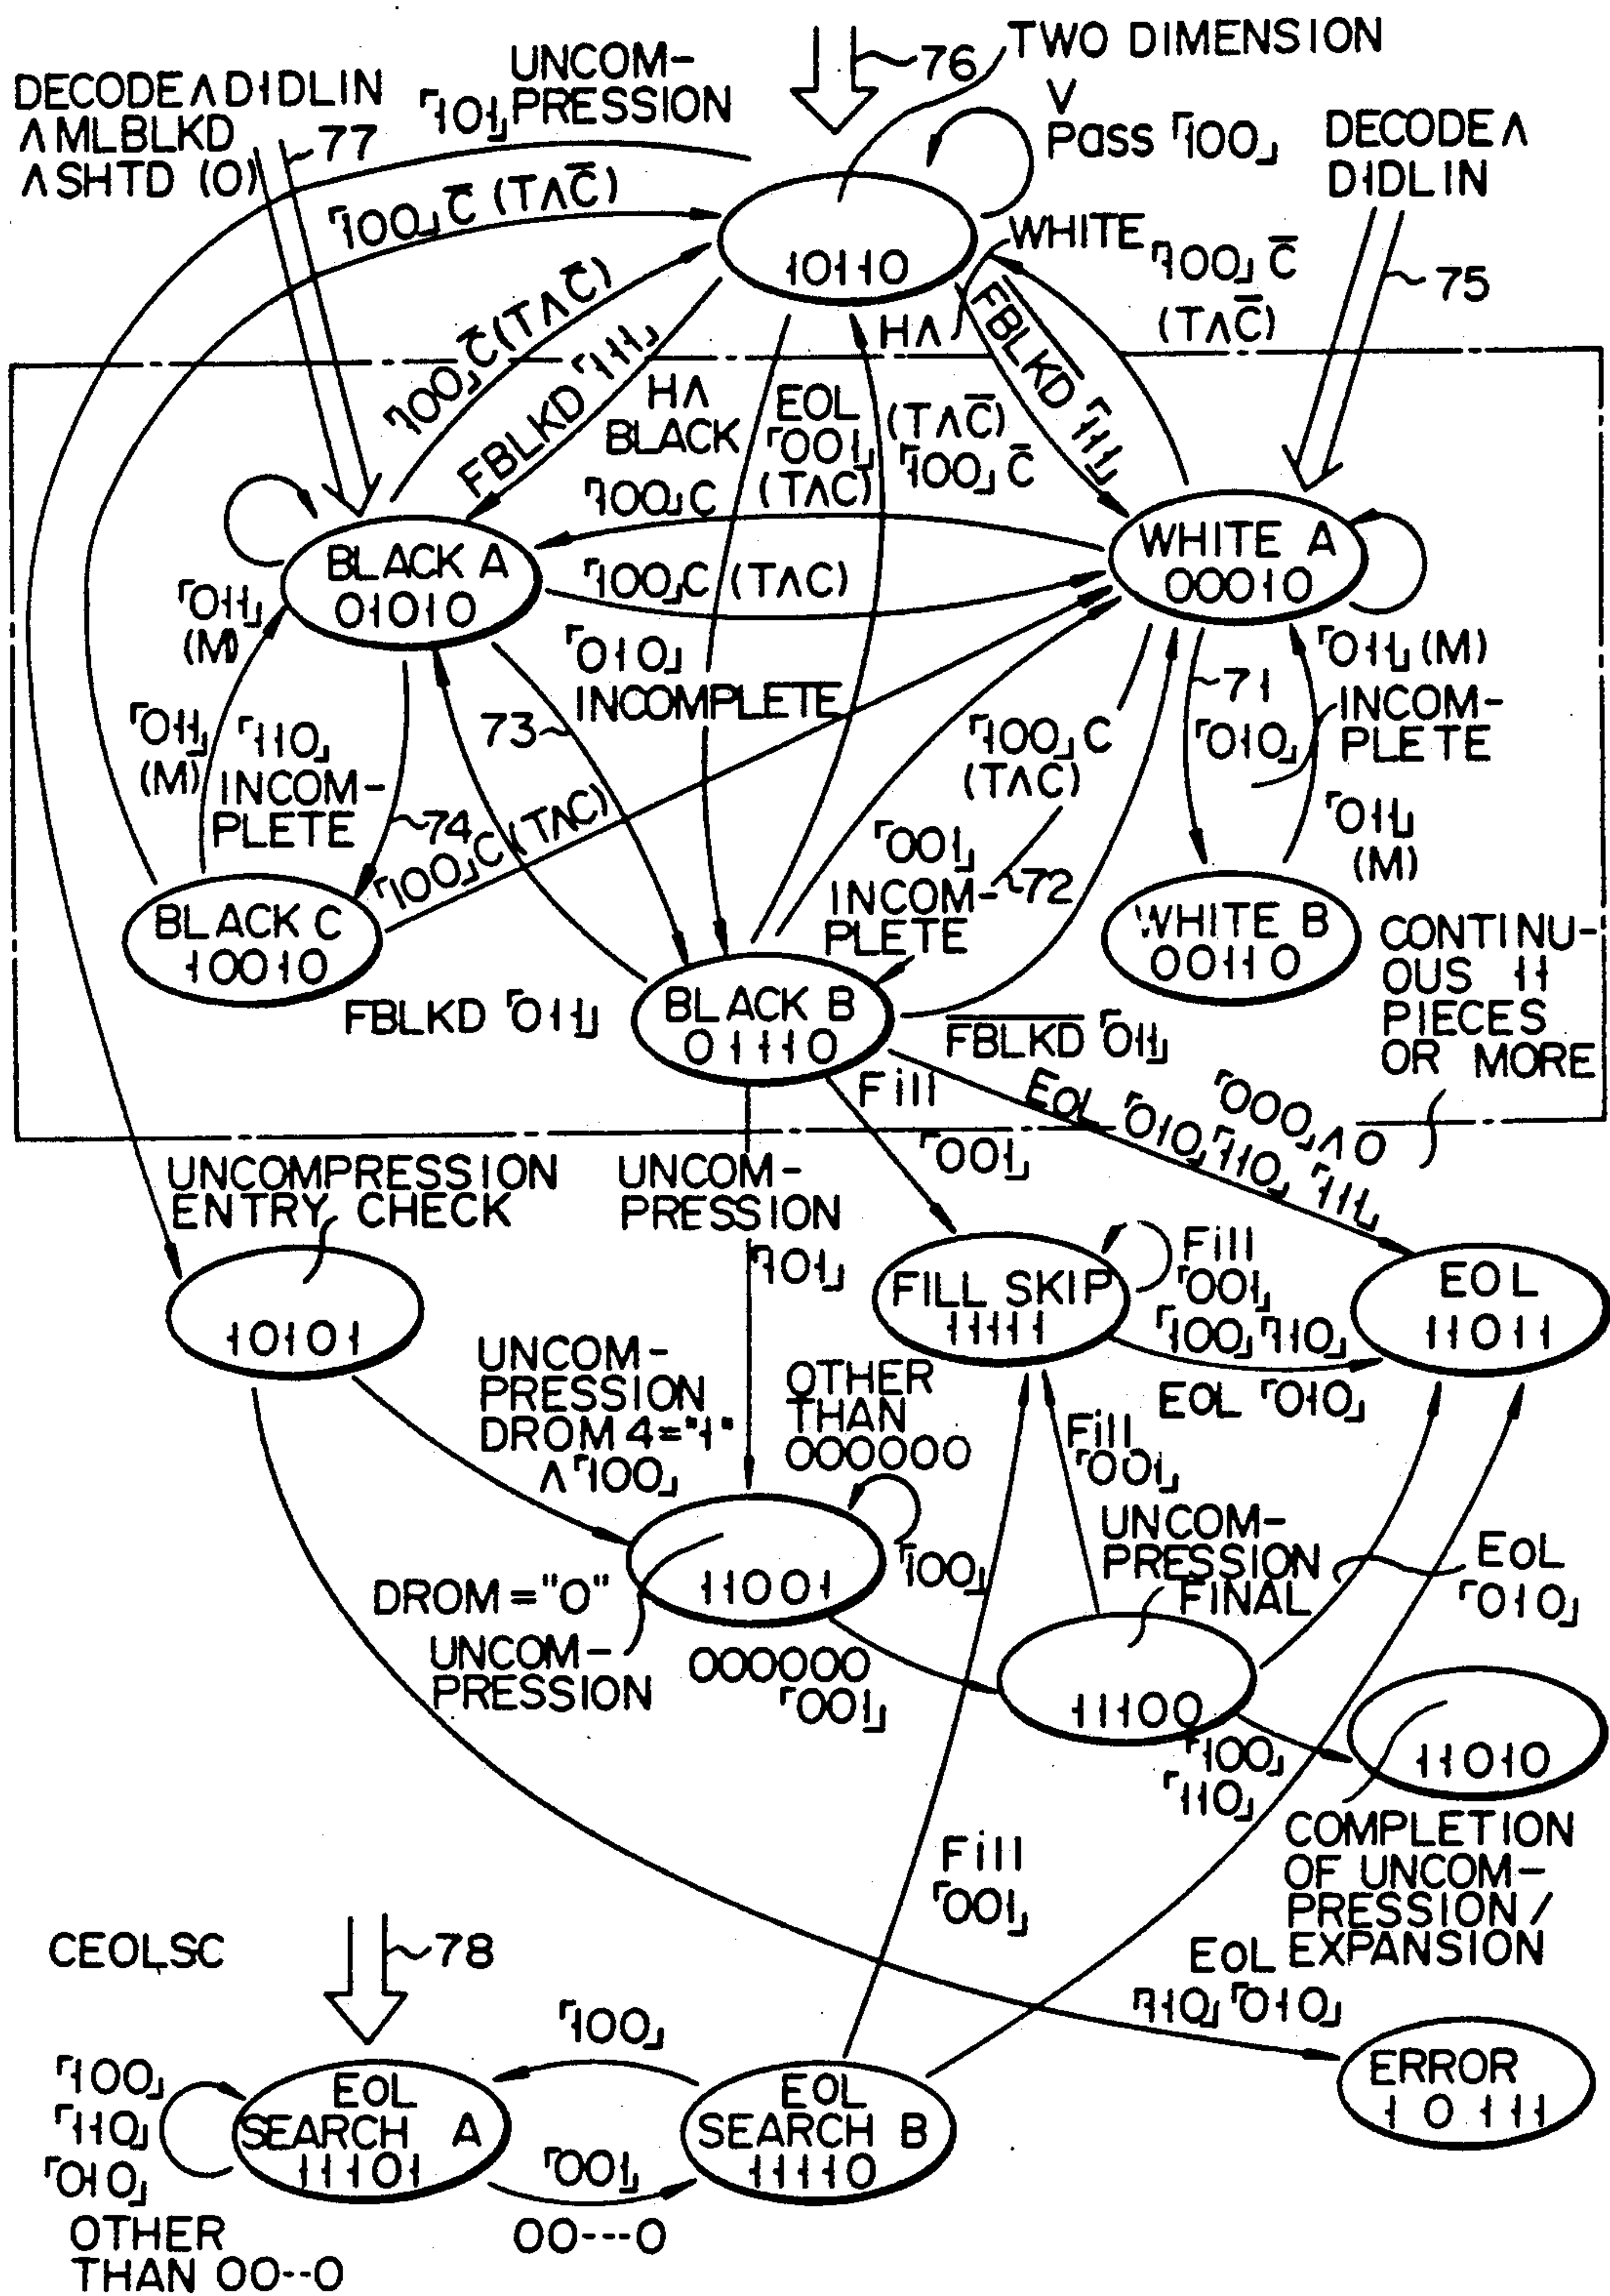 DECODE∧DIDLIN
∧MLBLKD
∧SHTD (0)
77
UNCOM-
PRESSION
「101」
76
TWO DIMENSION
∨
Pass 「100」
DECODE∧
DIDLIN
75
「100」C̅ (T∧C̅)
10110
WHITE
H∧
「100」C̅
(T∧C̅)
「100」C̅(T∧C̅)
FBLKD 「111」
F̅B̅L̅K̅D̅ 「111」
H∧
BLACK
EOL
「001」
(T∧C̅)
「100」C̅
「100」C (T∧C)
BLACK A
01010
WHITE A
00010
「100」C (T∧C)
「011」
(M)
「010」
INCOMPLETE
73
「011」(M)
71
「010」
INCOM-
PLETE
「011」
(M)
「110」
INCOM-
PLETE
74
「100」C(T∧C)
「100」C
(T∧C)
「001」
INCOM-
PLETE
72
「011」
(M)
BLACK C
10010
WHITE B
00110
CONTINU-
OUS 11
PIECES
OR MORE
FBLKD 「011」
BLACK B
01110
F̅B̅L̅K̅D̅ 「011」
Fill
「001」
EOL 「010」「110」「111」
「000」∧0
UNCOMPRESSION
ENTRY CHECK
UNCOM-
PRESSION
「101」
10101
FILL SKIP
11111
Fill
「001」
「100」「110」
EOL 「010」
EOL
11011
UNCOM-
PRESSION
DROM 4="1"
∧「100」
OTHER
THAN
000000
「100」
Fill
「001」
11001
DROM="0"
UNCOM-
PRESSION
000000
「001」
UNCOM-
PRESSION
FINAL
EOL
「010」
11100
「100」
「110」
11010
COMPLETION
OF UNCOM-
PRESSION/
EXPANSION
Fill
「001」
EOL
「110」「010」
CEOLSC
78
「100」
ERROR
10111
「100」
「110」
「010」
OTHER
THAN 00--0
EOL
SEARCH A
11101
「001」
00---0
EOL
SEARCH B
11110